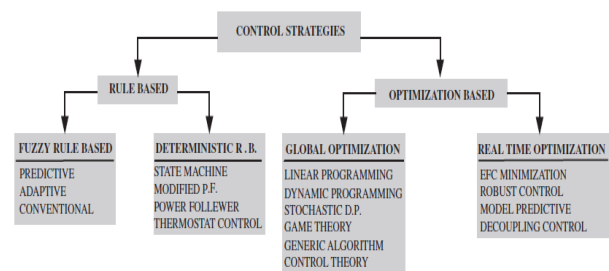 CONTROL STRATEGIES
RULE BASED
OPTIMIZATION BASED
FUZZY RULE BASED
PREDICTIVE
ADAPTIVE
CONVENTIONAL
DETERMINISTIC R . B.
STATE MACHINE
MODIFIED P.F.
POWER FOLLEWER
THERMOSTAT CONTROL
GLOBAL OPTIMIZATION
LINEAR PROGRAMMING
DYNAMIC PROGRAMMING
STOCHASTIC D.P.
GAME THEORY
GENERIC ALGORITHM
CONTROL THEORY
REAL TIME OPTIMIZATION
EFC MINIMIZATION
ROBUST CONTROL
MODEL PREDICTIVE
DECOUPLING CONTROL